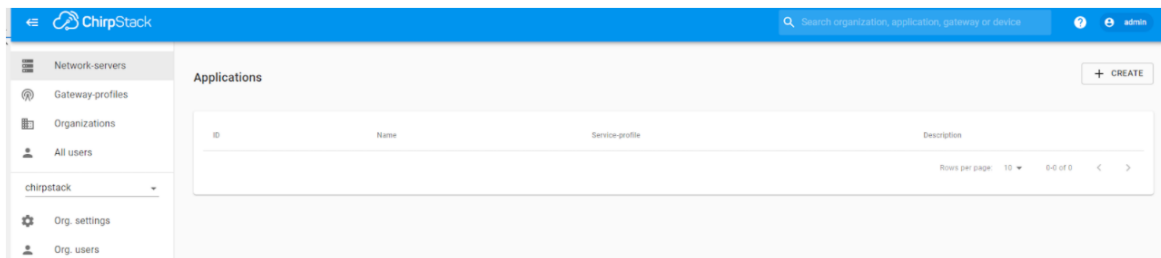 ChirpStack
Search organization, application, gateway or device
? admin
Network-servers
Gateway-profiles
Organizations
All users
chirpstack
Org. settings
Org. users
Applications
+ CREATE
ID Name Service-profile Description
Rows per page: 10 0-0 of 0 < >